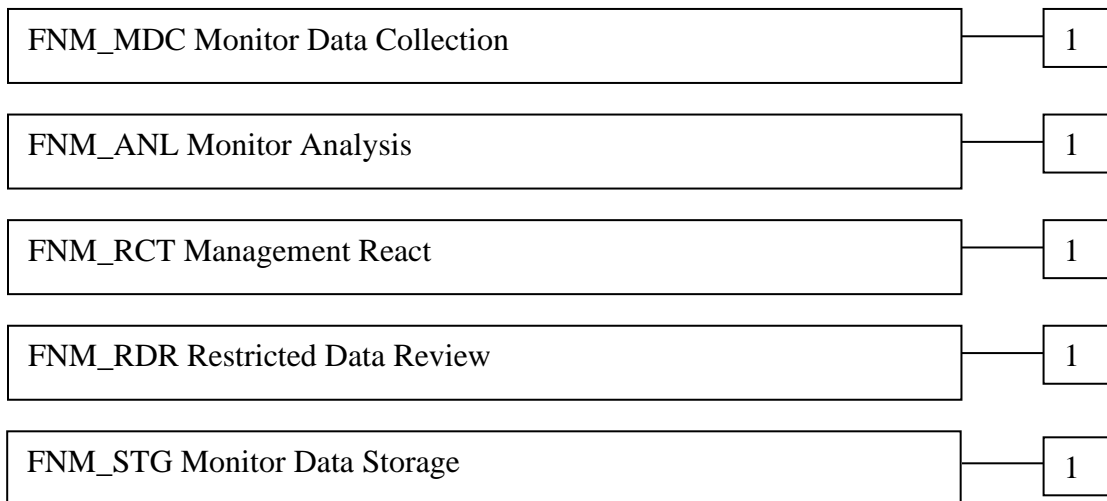 FNM_MDC Monitor Data Collection 1
FNM_ANL Monitor Analysis 1
FNM_RCT Management React 1
FNM_RDR Restricted Data Review 1
FNM_STG Monitor Data Storage 1